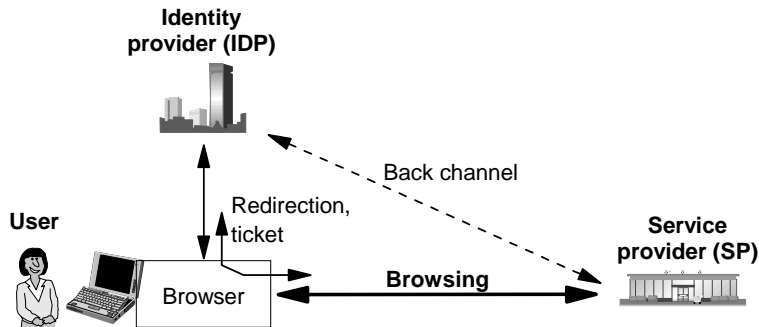 Identity
provider (IDP)
Back channel
User
Redirection,
ticket
Service
provider (SP)
Browsing
Browser